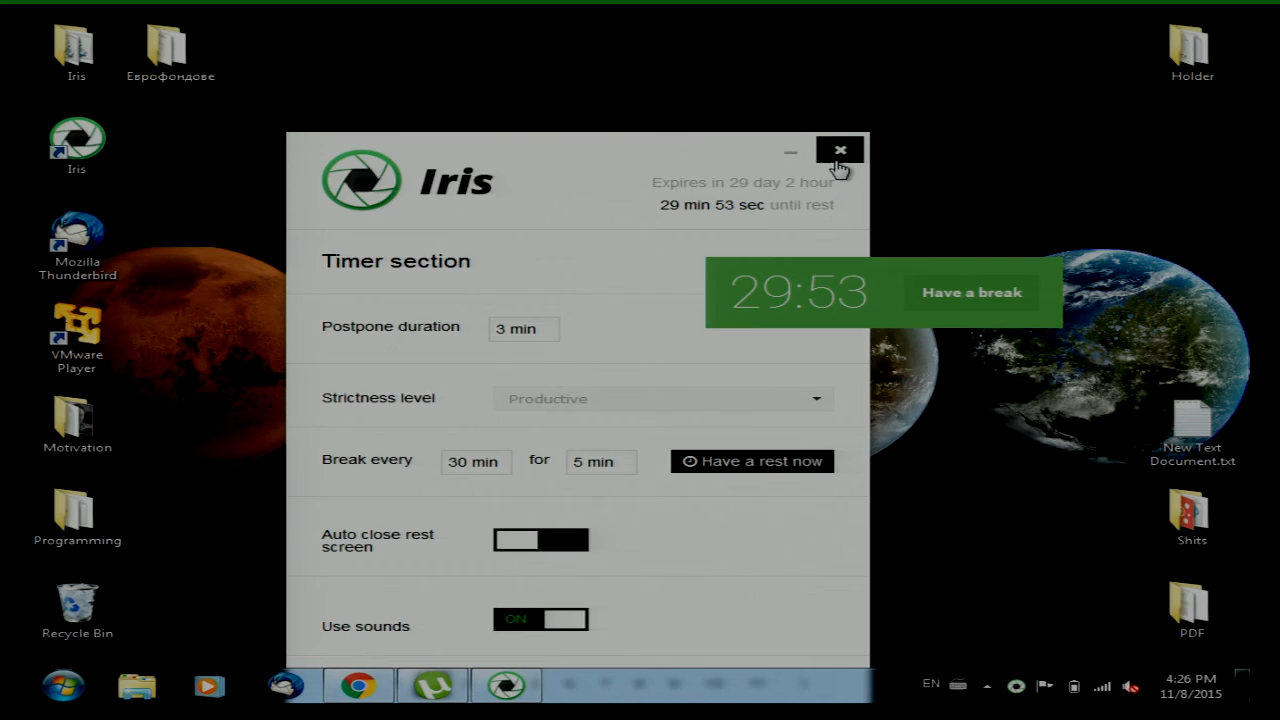 Iris
Еврофондове
Holder
Iris
Mozilla
Thunderbird
VMware
Player
Motivation
Programming
Recycle Bin
Iris
Expires in 29 day 2 hour
29 min 53 sec until rest
Timer section
29:53
Have a break
Postpone duration
3 min
Strictness level
Productive
Break every
30 min
for
5 min
Have a rest now
Auto close rest
screen
Use sounds
ON
New Text
Document.txt
Shits
PDF
EN
4:26 PM
11/8/2015